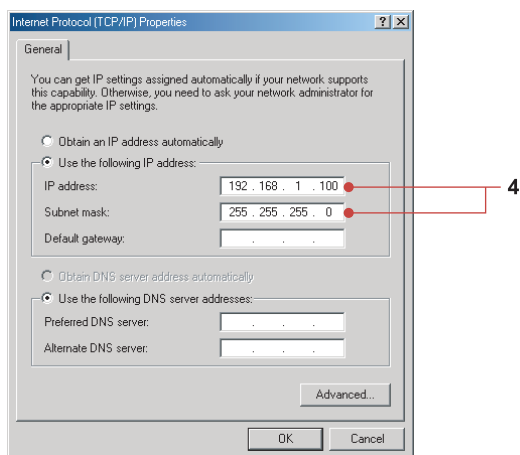 Internet Protocol (TCP/IP) Properties
General
You can get IP settings assigned automatically if your network supports
this capability. Otherwise, you need to ask your network administrator for
the appropriate IP settings.
Obtain an IP address automatically
Use the following IP address:
IP address: 192 . 168 . 1 . 100
4
Subnet mask: 255 . 255 . 255 . 0
Default gateway: . . .
Obtain DNS server address automatically
Use the following DNS server addresses:
Preferred DNS server: . . .
Alternate DNS server: . . .
Advanced...
OK Cancel